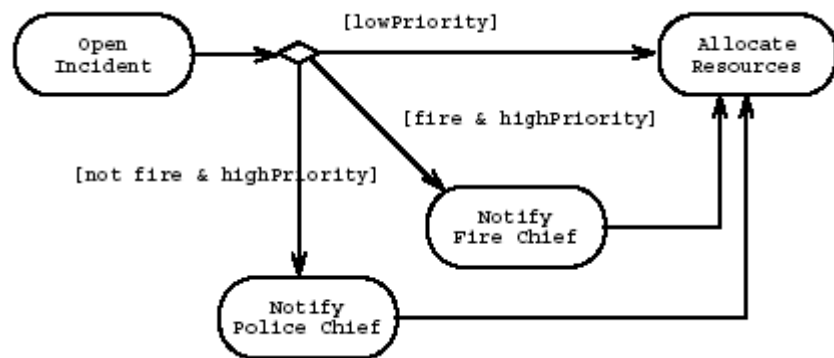 [lowPriority]
Open
Incident
Allocate
Resources
[fire & highPriority]
[not fire & highPriority]
Notify
Fire Chief
Notify
Police Chief